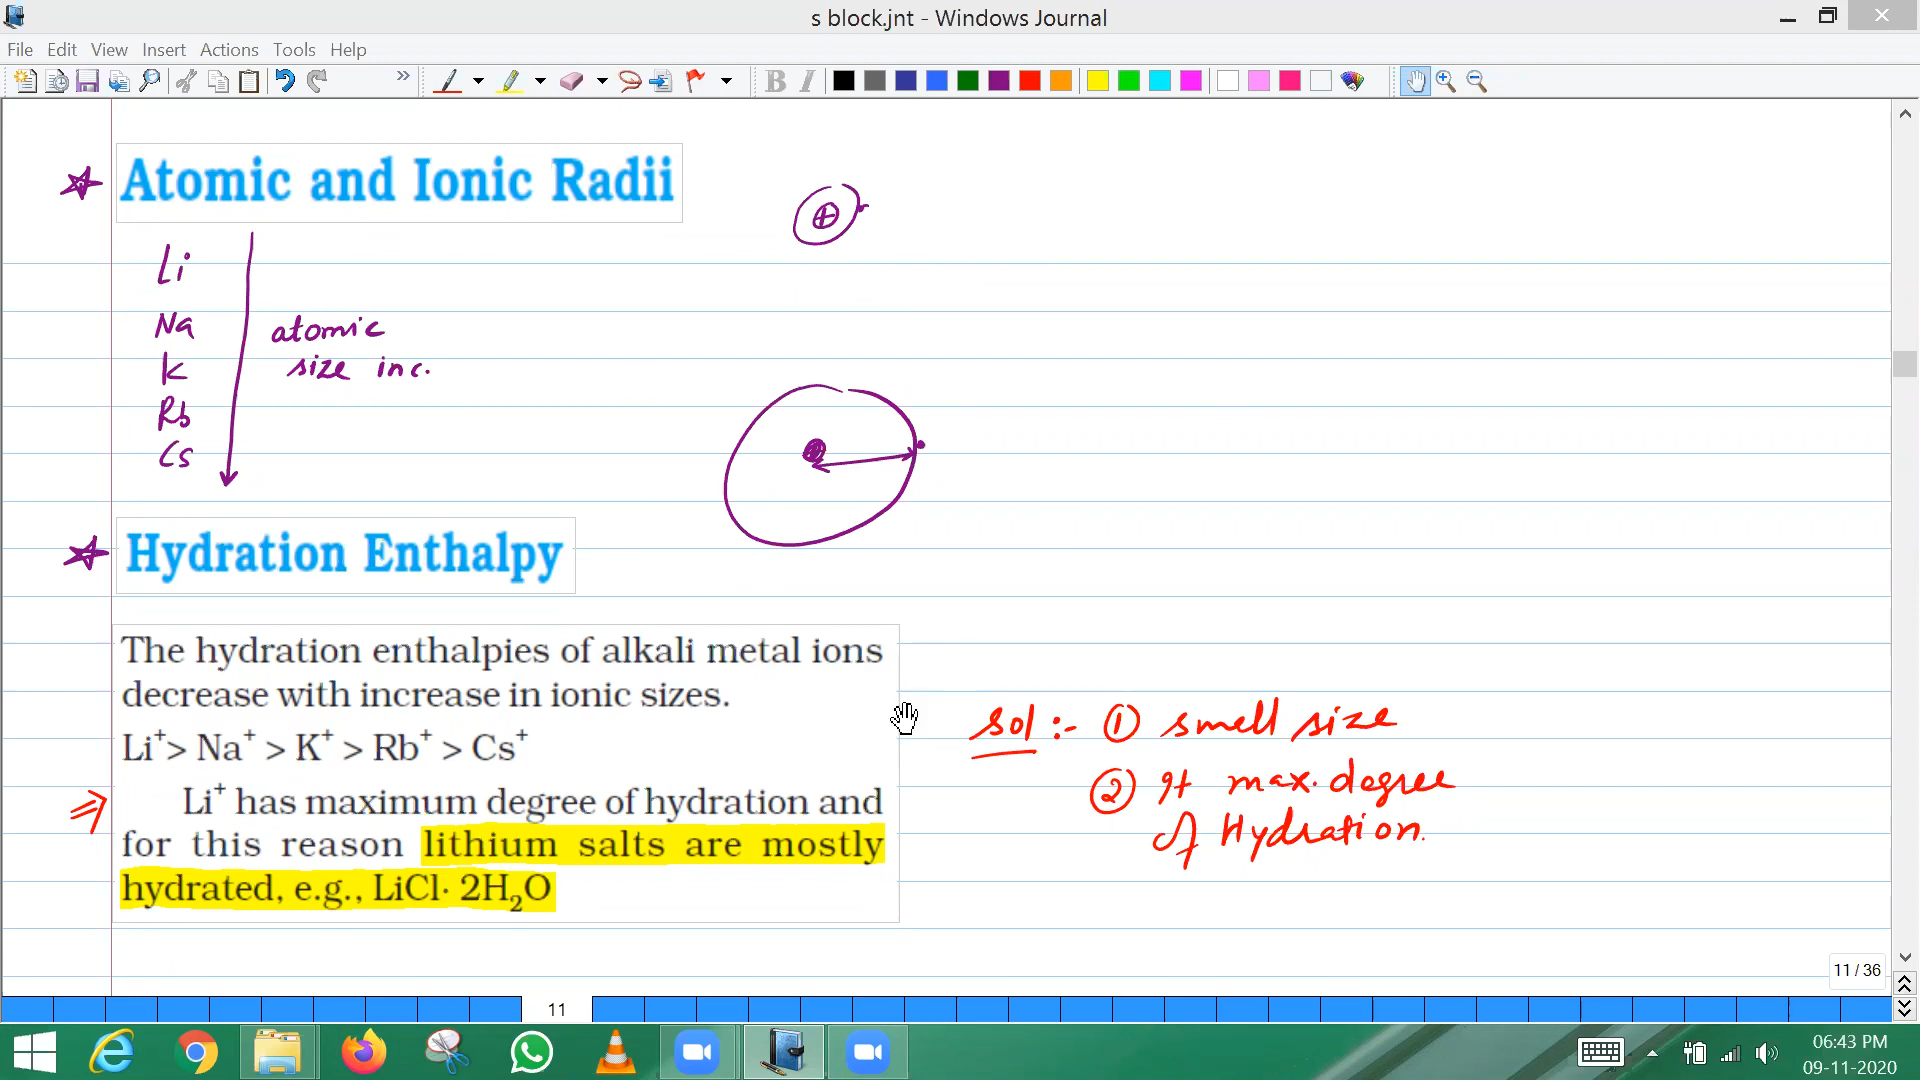 s block.jnt - Windows Journal
File Edit View Insert Actions Tools Help
B I
Atomic and Ionic Radii
Li
Na
K
Rb
Cs
atomic
size inc.
Hydration Enthalpy
The hydration enthalpies of alkali metal ions
decrease with increase in ionic sizes.
Li⁺> Na⁺ > K⁺ > Rb⁺ > Cs⁺
Li⁺ has maximum degree of hydration and
for this reason lithium salts are mostly
hydrated, e.g., LiCl· 2H₂O
sol :- ① smell size
② It max. degree
of Hydration.
11 / 36
11
06:43 PM
09-11-2020